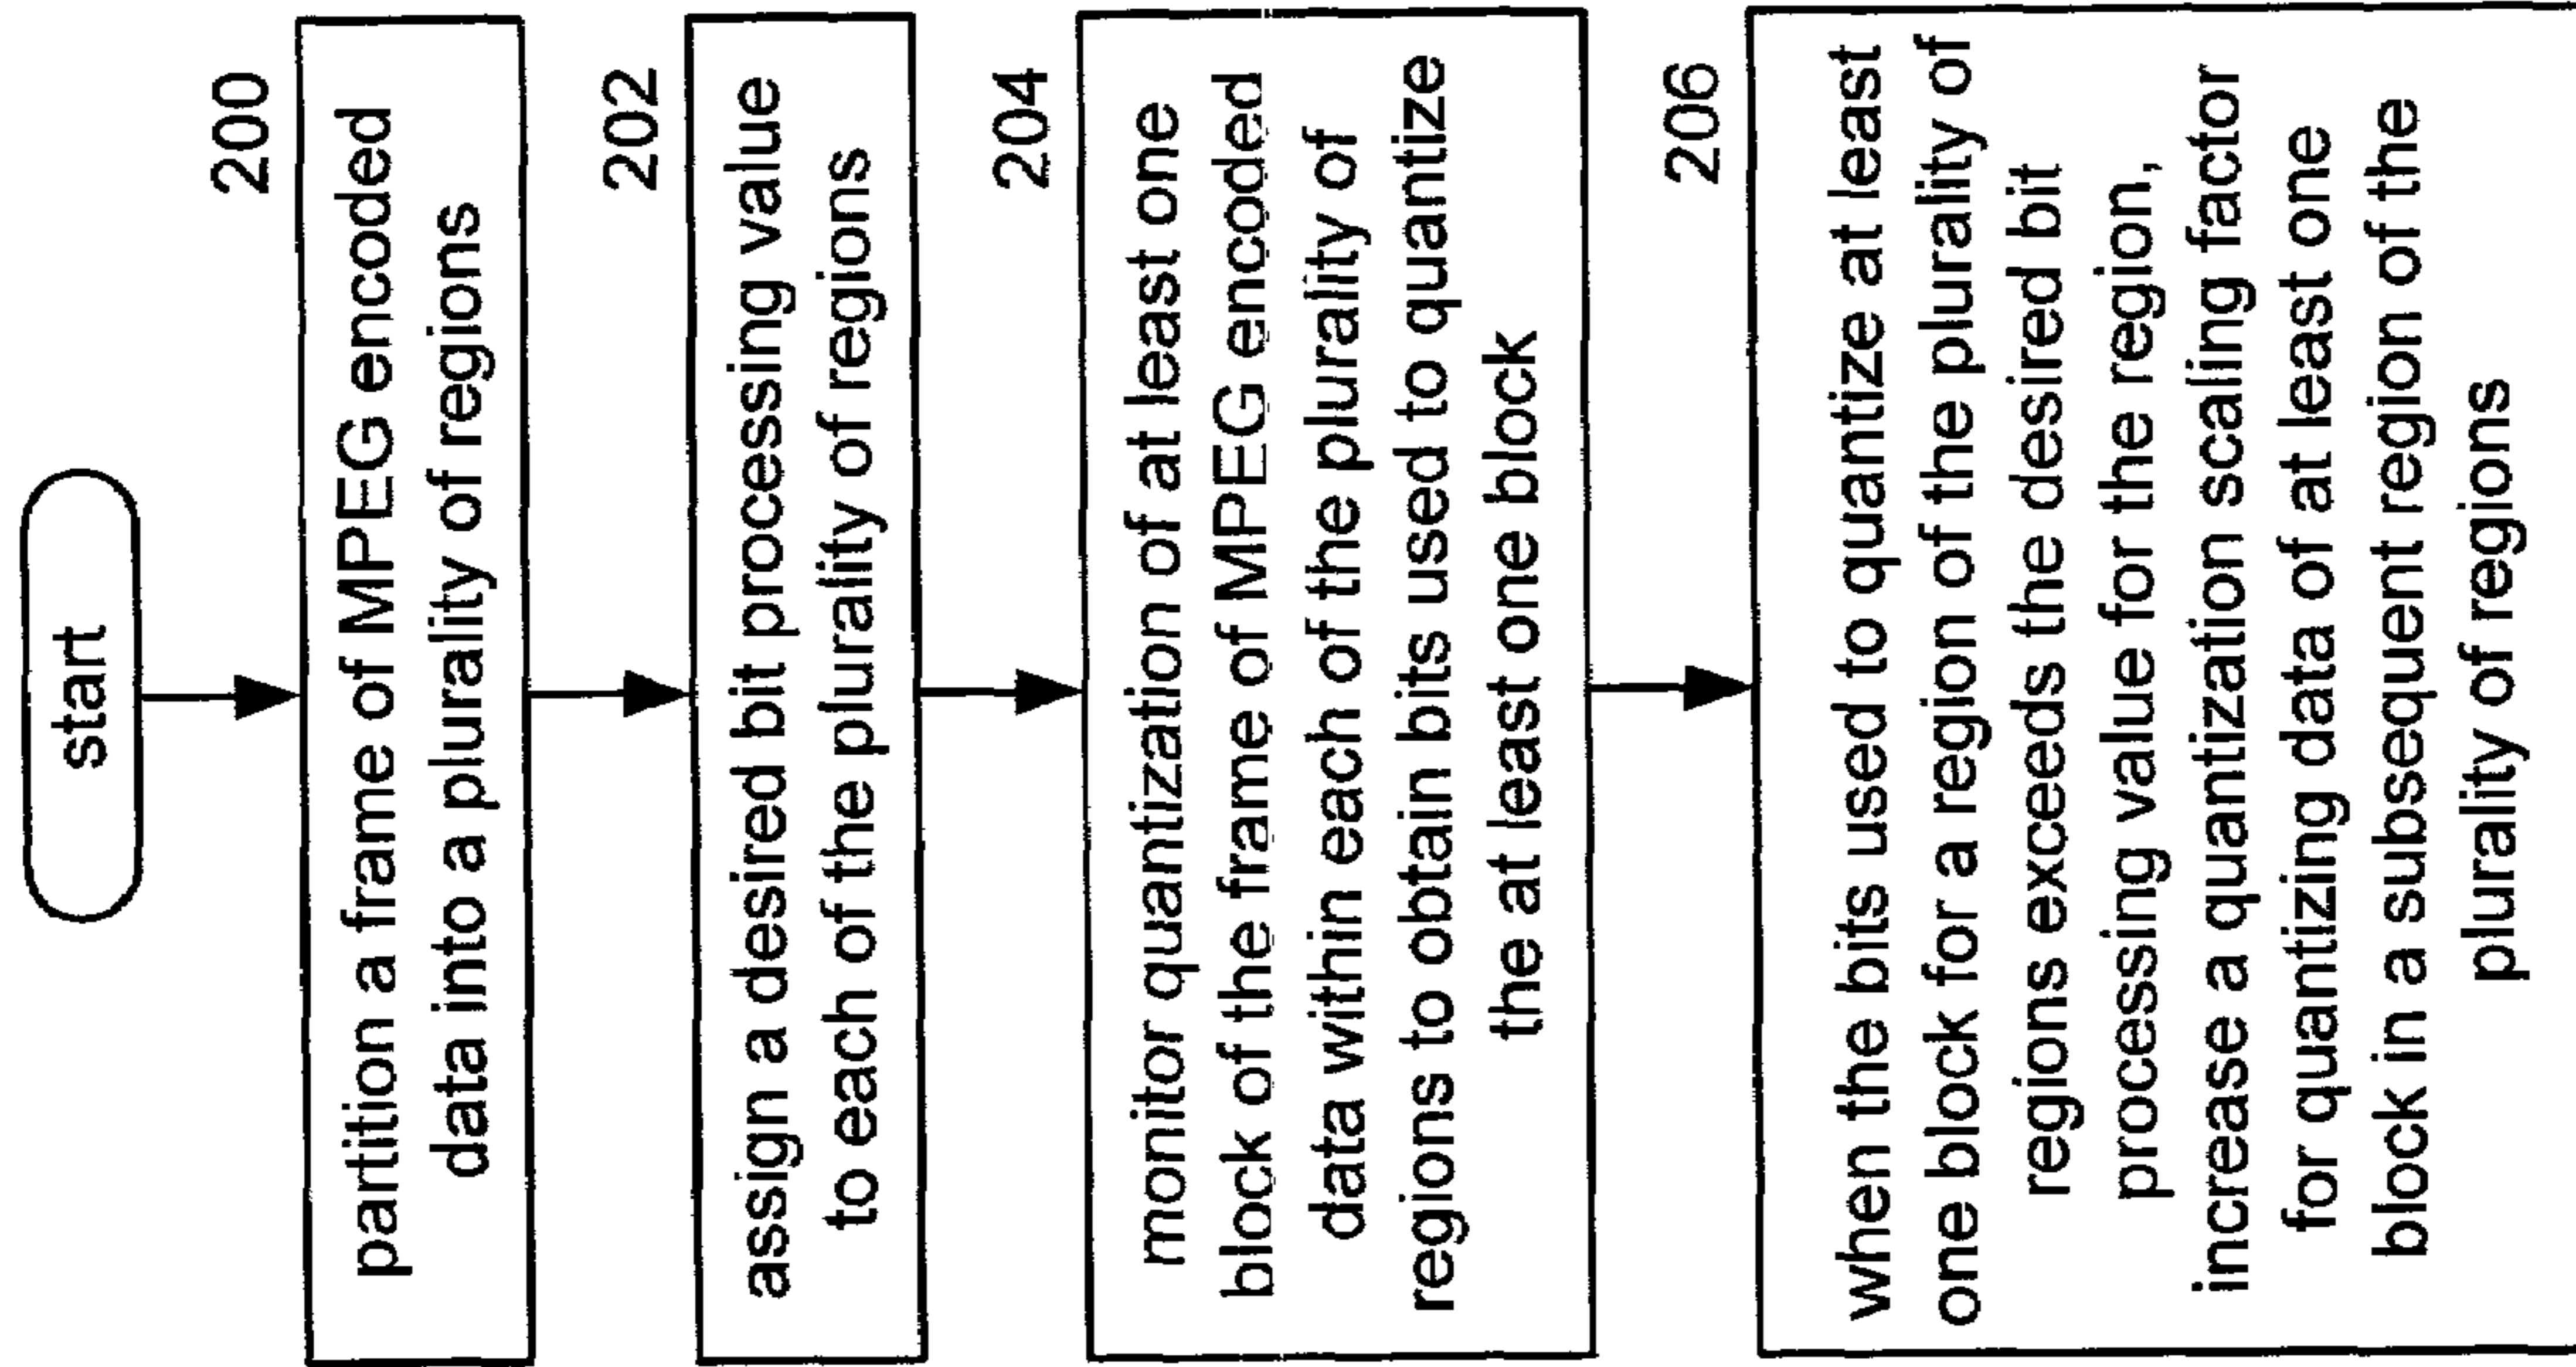 start
200
partition a frame of MPEG encoded
data into a plurality of regions
202
assign a desired bit processing value
to each of the plurality of regions
204
monitor quantization of at least one
block of the frame of MPEG encoded
data within each of the plurality of
regions to obtain bits used to quantize
the at least one block
206
when the bits used to quantize at least
one block for a region of the plurality of
regions exceeds the desired bit
processing value for the region,
increase a quantization scaling factor
for quantizing data of at least one
block in a subsequent region of the
plurality of regions